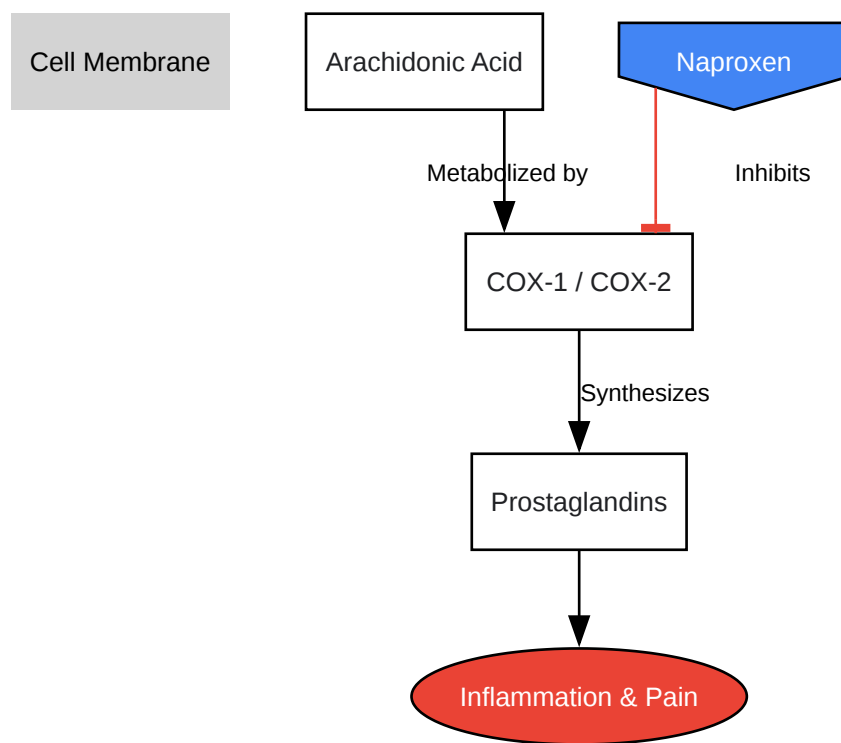 Cell Membrane
Arachidonic Acid
Naproxen
Metabolized by
Inhibits
COX-1 / COX-2
Synthesizes
Prostaglandins
Inflammation & Pain